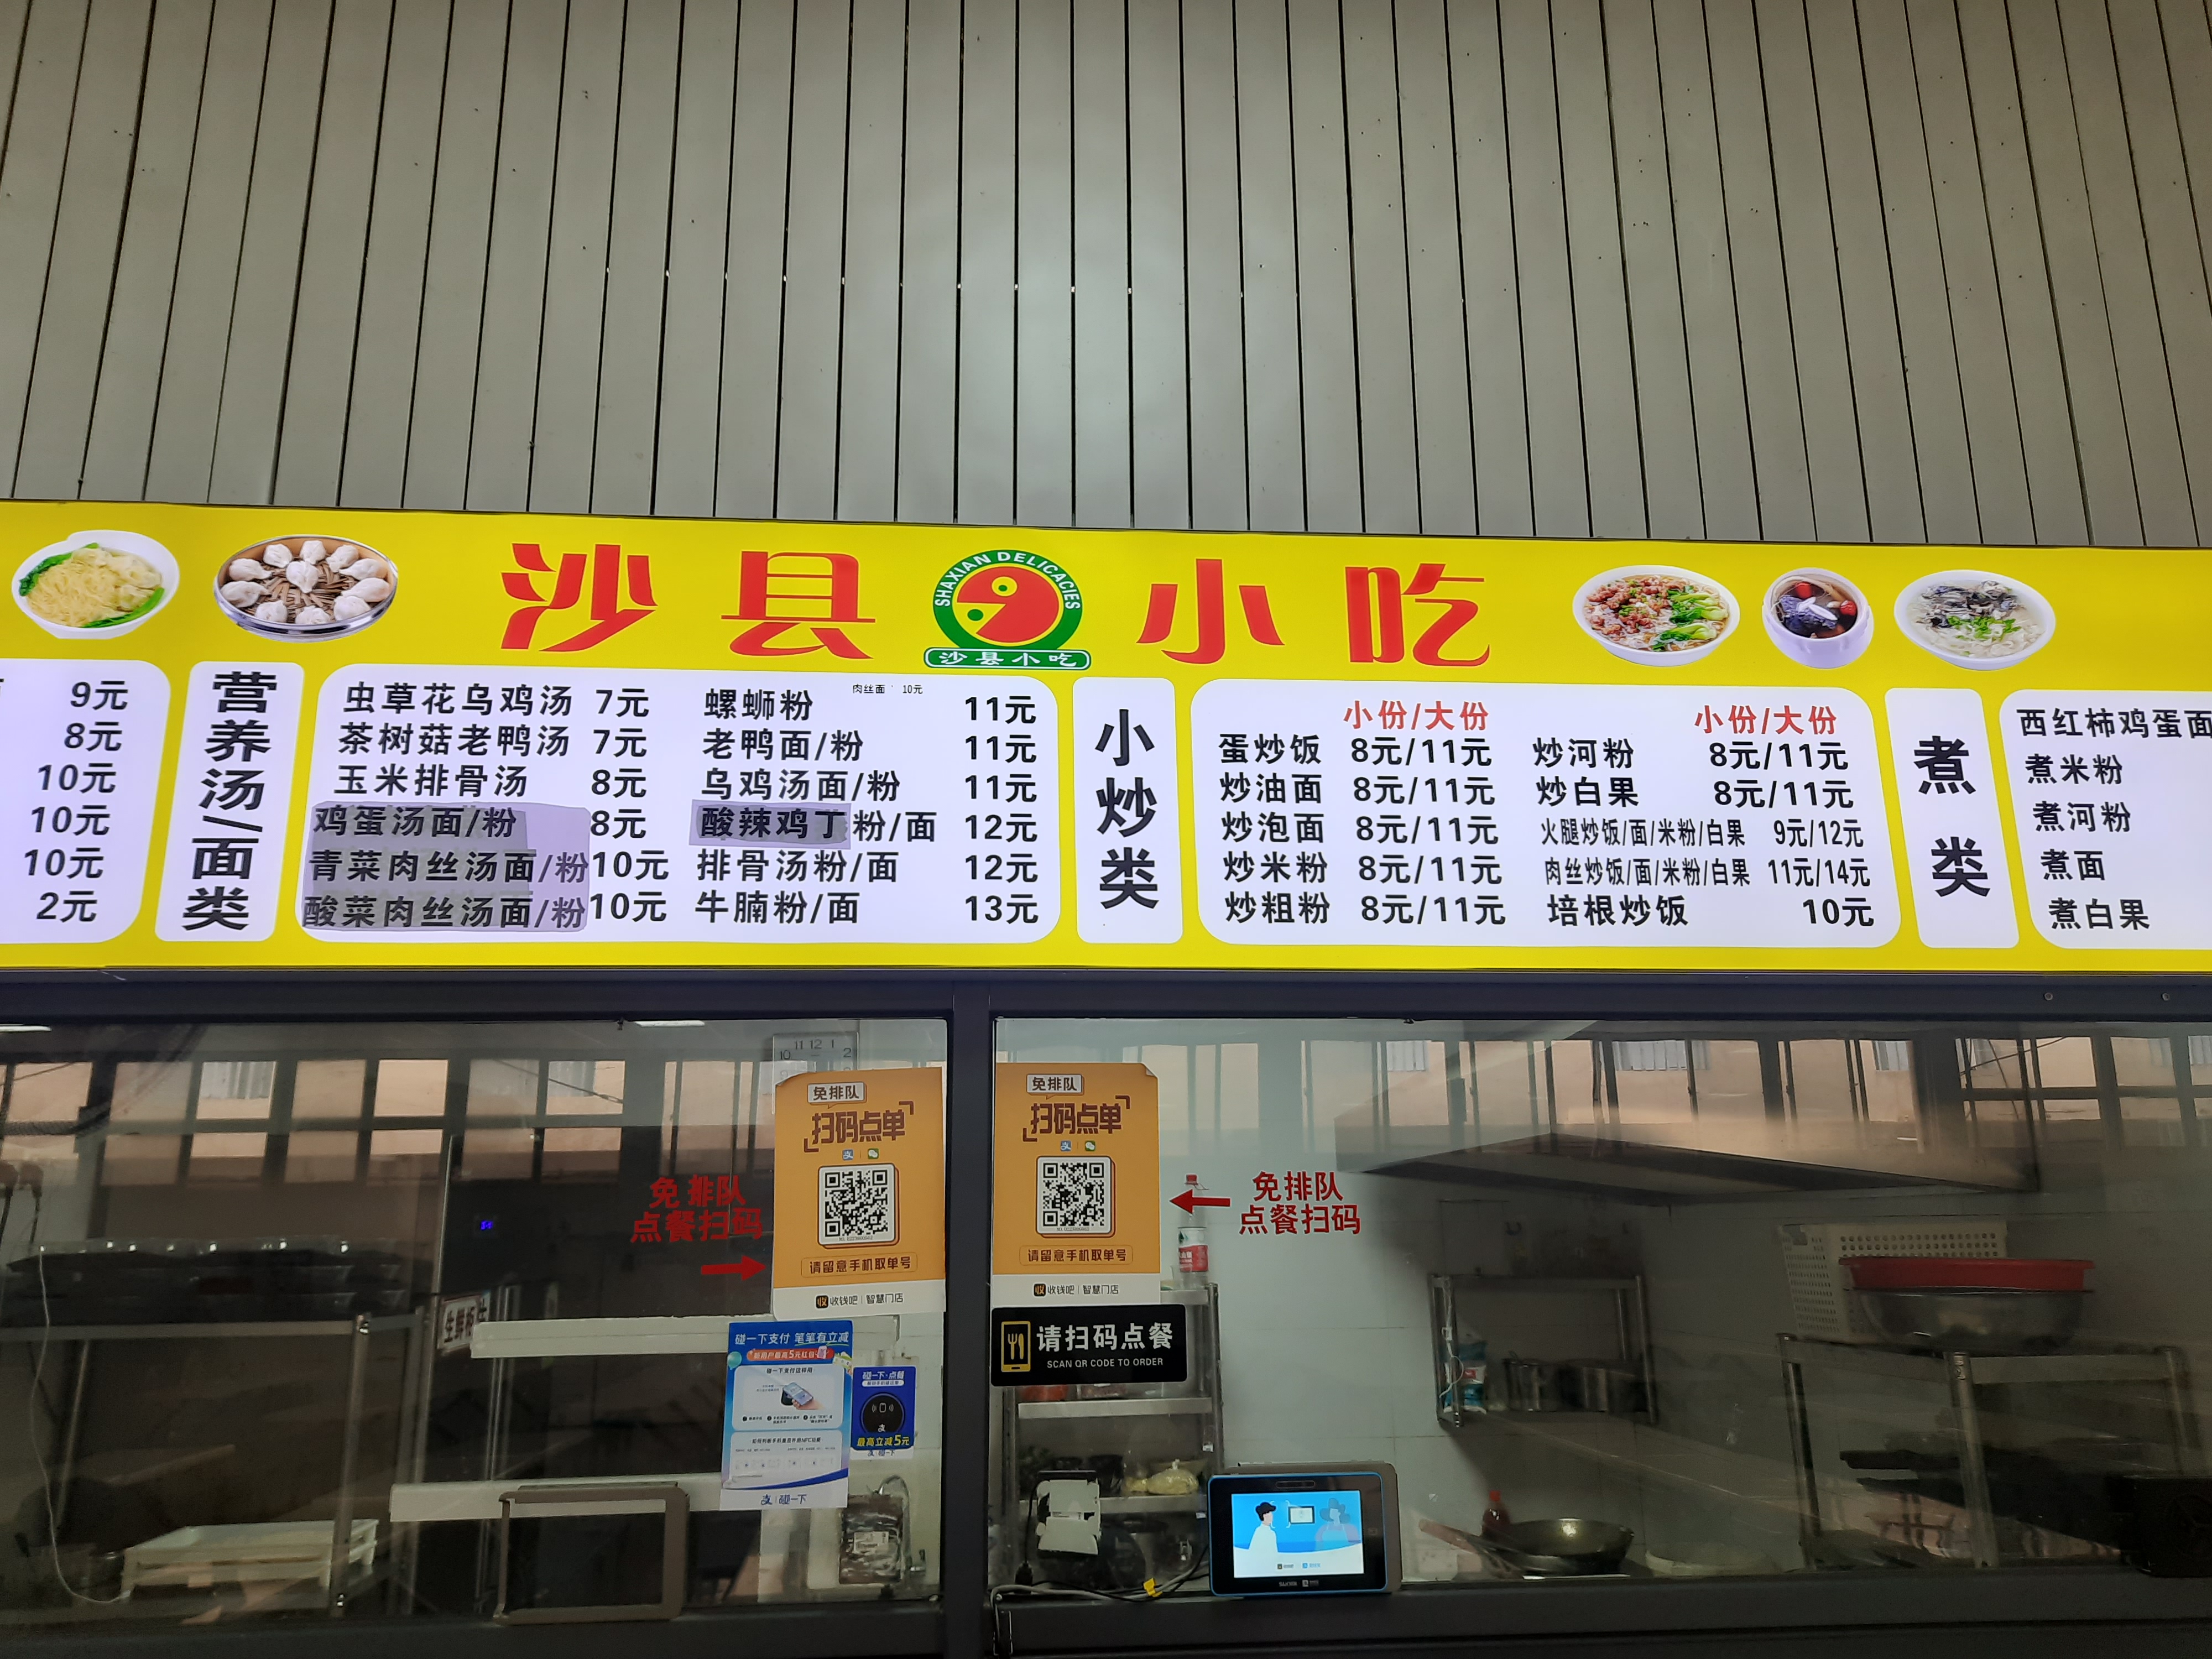 沙县小吃
SHAXIAN DELICACIES
沙县小吃
9元
8元
10元
10元
10元
2元
营养汤/面类
虫草花乌鸡汤 7元
茶树菇老鸭汤 7元
玉米排骨汤 8元
鸡蛋汤面/粉 8元
青菜肉丝汤面/粉 10元
酸菜肉丝汤面/粉 10元
肉丝面 10元
螺蛳粉 11元
老鸭面/粉 11元
乌鸡汤面/粉 11元
酸辣鸡丁粉/面 12元
排骨汤粉/面 12元
牛腩粉/面 13元
小炒类
小份/大份
蛋炒饭 8元/11元
炒油面 8元/11元
炒泡面 8元/11元
炒米粉 8元/11元
炒粗粉 8元/11元
小份/大份
炒河粉 8元/11元
炒白果 8元/11元
火腿炒饭/面/米粉/白果 9元/12元
肉丝炒饭/面/米粉/白果 11元/14元
培根炒饭 10元
煮类
西红柿鸡蛋面
煮米粉
煮河粉
煮面
煮白果
10 11 12 1 2
免排队
点餐扫码
免排队
扫码点单
请留意手机取单号
收钱吧 | 智慧门店
免排队
扫码点单
请留意手机取单号
收钱吧 | 智慧门店
免排队
点餐扫码
请扫码点餐
SCAN QR CODE TO ORDER
碰一下支付 笔笔有立减
碰一下支付这样用
支 | 碰一下
碰一下·点餐
最高立减5元